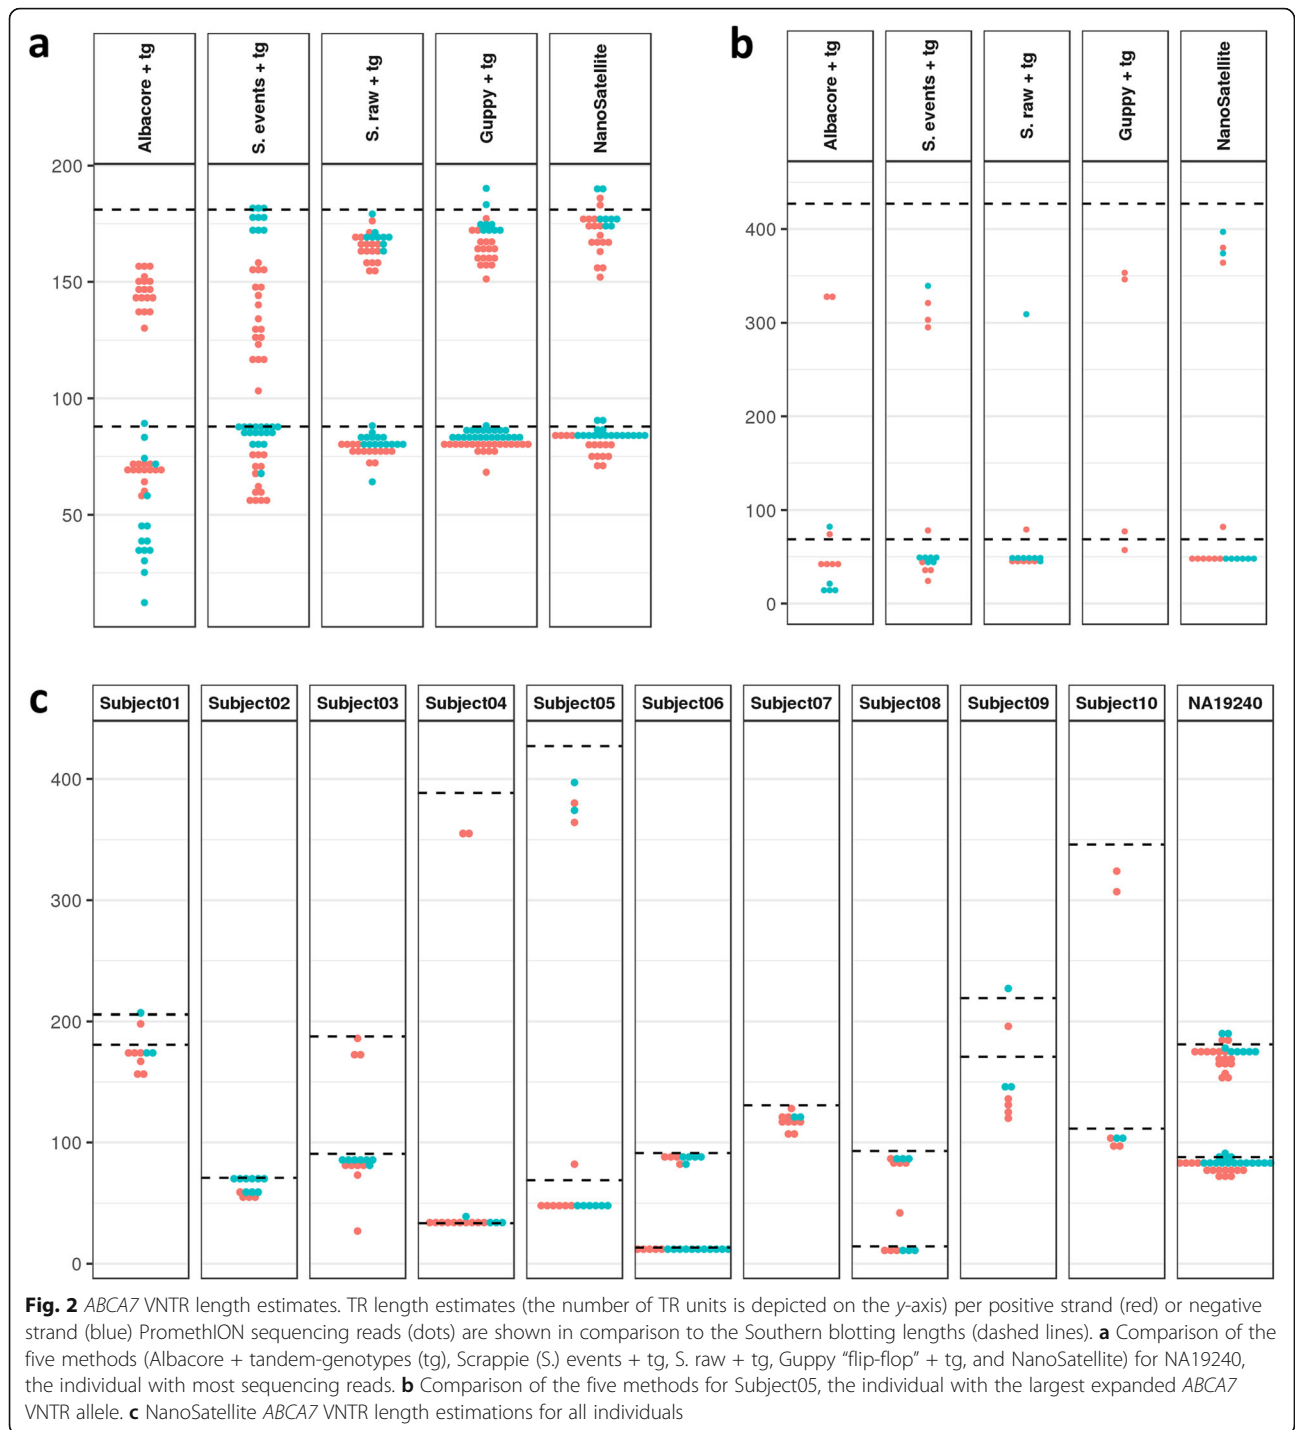 a
Albacore + tg
S. events + tg
S. raw + tg
Guppy + tg
NanoSatellite
200
150
100
50
b
Albacore + tg
S. events + tg
S. raw + tg
Guppy + tg
NanoSatellite
400
300
200
100
0
c
Subject01 Subject02 Subject03 Subject04 Subject05 Subject06 Subject07 Subject08 Subject09 Subject10 NA19240
400
300
200
100
0
Fig. 2 ABCA7 VNTR length estimates. TR length estimates (the number of TR units is depicted on the y-axis) per positive strand (red) or negative
strand (blue) PromethION sequencing reads (dots) are shown in comparison to the Southern blotting lengths (dashed lines). a Comparison of the
five methods (Albacore + tandem-genotypes (tg), Scrappie (S.) events + tg, S. raw + tg, Guppy “flip-flop” + tg, and NanoSatellite) for NA19240,
the individual with most sequencing reads. b Comparison of the five methods for Subject05, the individual with the largest expanded ABCA7
VNTR allele. c NanoSatellite ABCA7 VNTR length estimations for all individuals